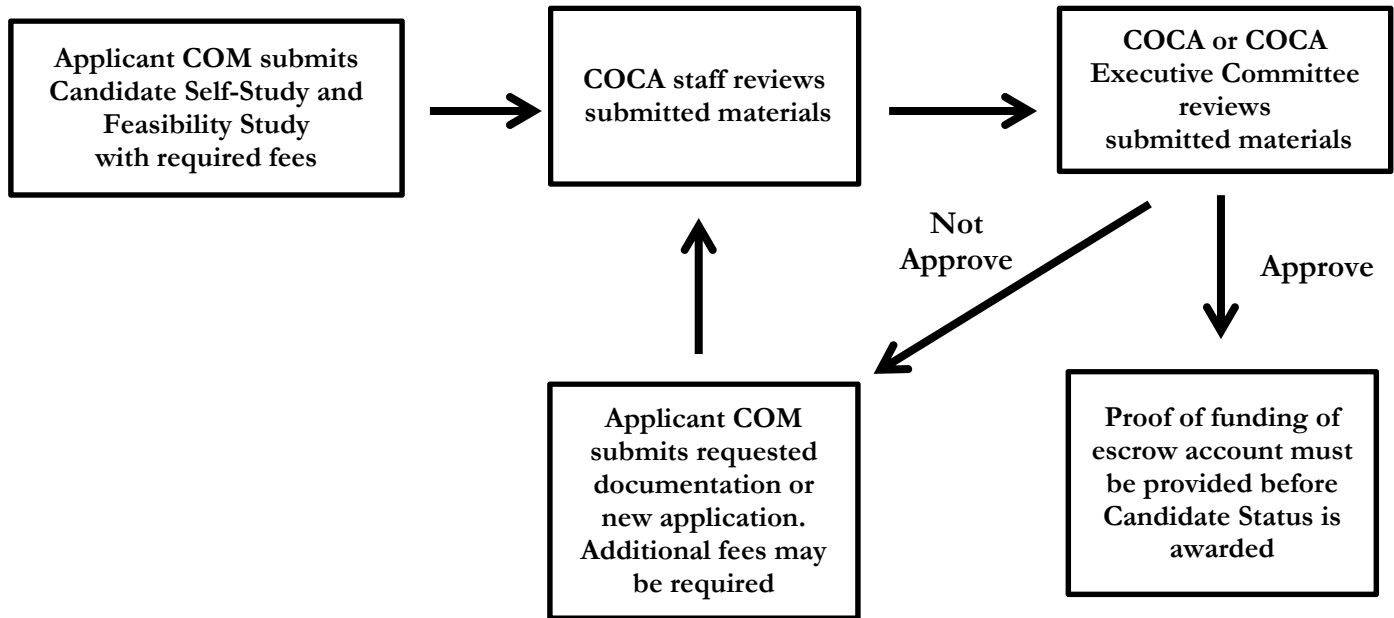 Applicant COM submits
Candidate Self-Study and
Feasibility Study
with required fees
COCA staff reviews
submitted materials
COCA or COCA
Executive Committee
reviews
submitted materials
Not
Approve
Approve
Applicant COM
submits requested
documentation or
new application.
Additional fees may
be required
Proof of funding of
escrow account must
be provided before
Candidate Status is
awarded